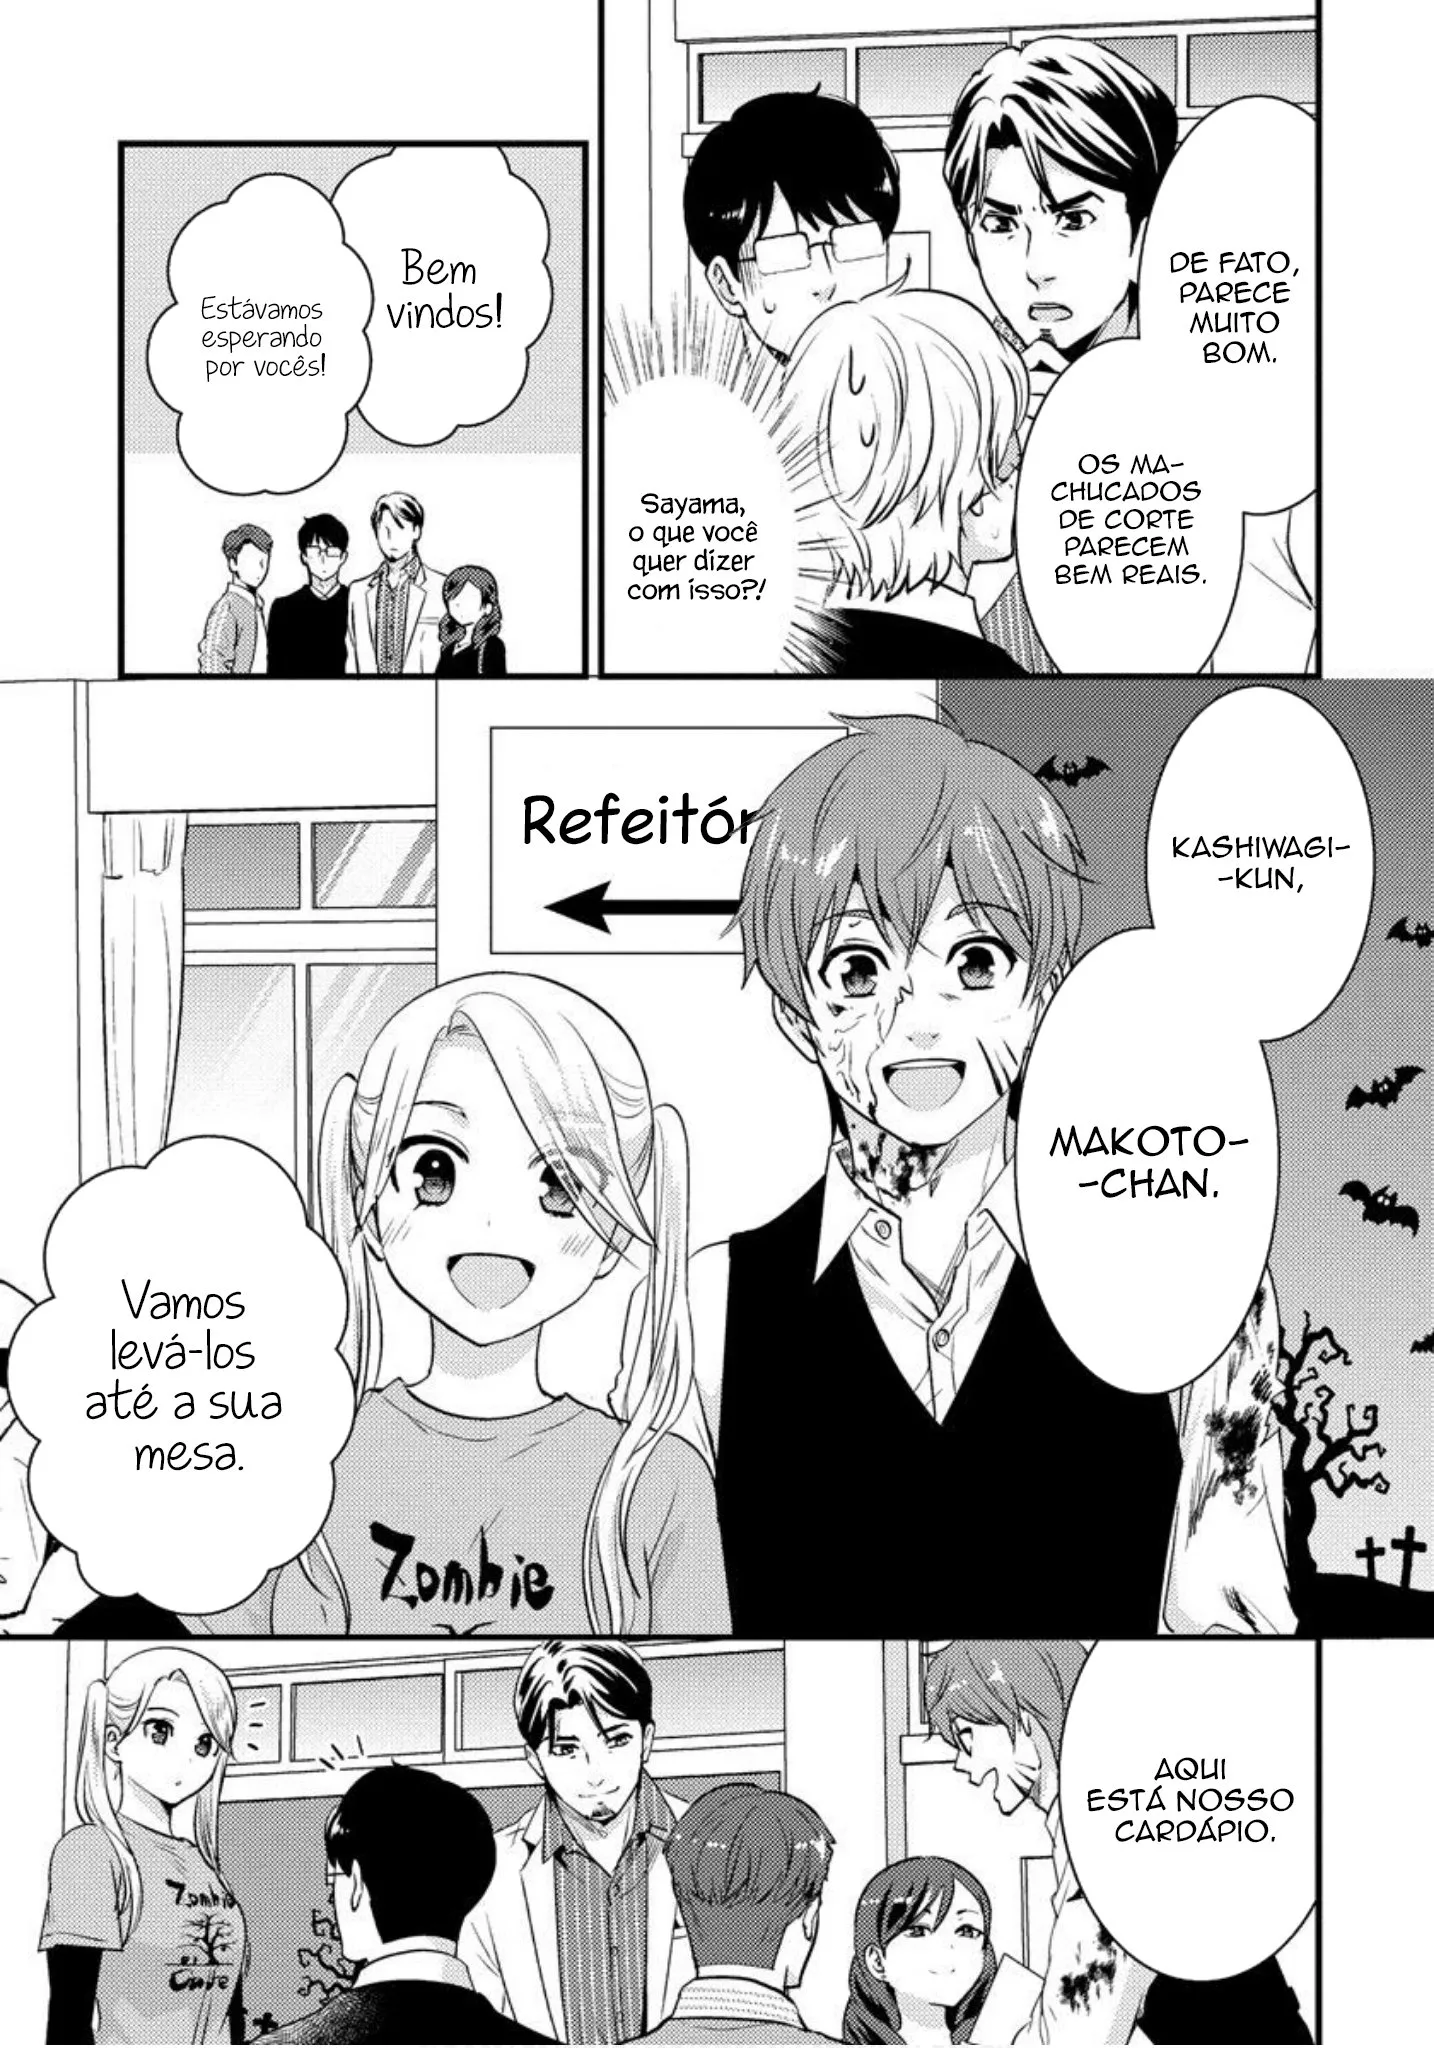 DE FATO,
PARECE
MUITO
BOM.
OS MA-
CHUCADOS
DE CORTE
PARECEM
BEM REAIS.
Sayama,
o que você
quer dizer
com isso?!
Bem
vindos!
Estávamos
esperando
por vocês!
KASHIWAGI-
-KUN,
MAKOTO-
-CHAN.
Refeitór
Vamos
levá-los
até a sua
mesa.
Zombie
AQUI
ESTÁ NOSSO
CARDÁPIO.
Zombie
Cafe